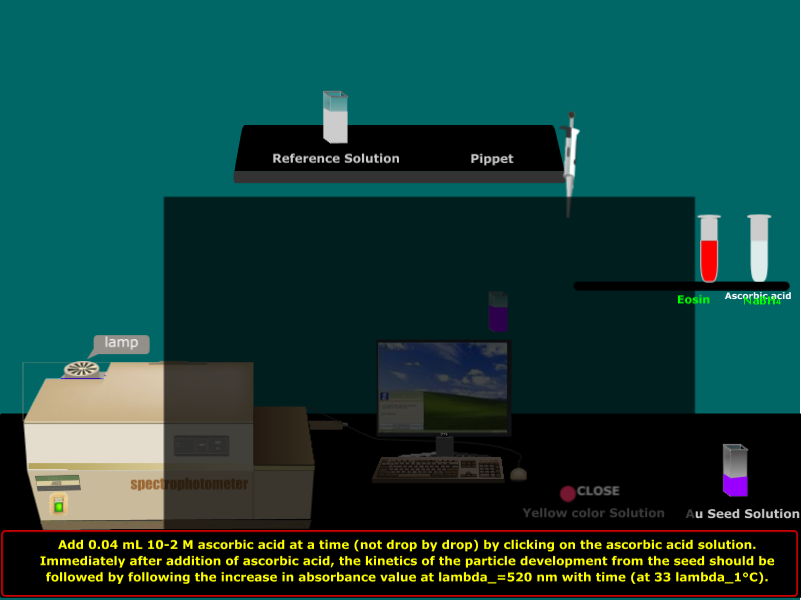 Reference Solution
Pippet
Eosin
Ascorbic acid
lamp
spectrophotometer
CLOSE
Yellow color Solution
Au Seed Solution
Add 0.04 mL 10-2 M ascorbic acid at a time (not drop by drop) by clicking on the ascorbic acid solution.
Immediately after addition of ascorbic acid, the kinetics of the particle development from the seed should be
followed by following the increase in absorbance value at lambda_=520 nm with time (at 33 lambda_1°C).